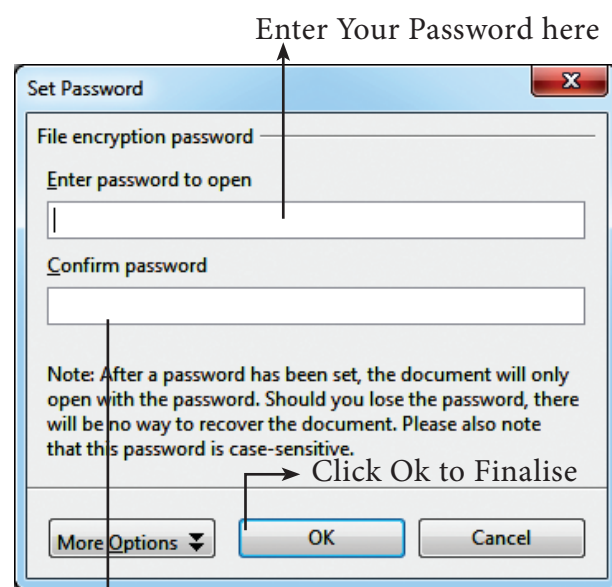 Enter Your Password here
Set Password
File encryption password
Enter password to open
Confirm password
Note: After a password has been set, the document will only
open with the password. Should you lose the password, there
will be no way to recover the document. Please also note
that this password is case-sensitive.
Click Ok to Finalise
More Options
OK
Cancel